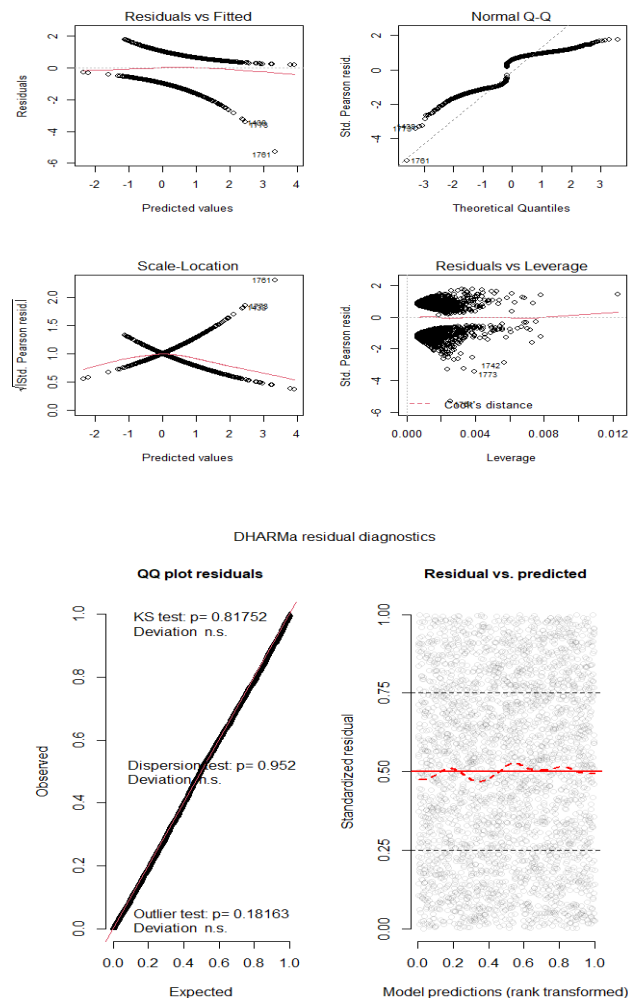 Residuals vs Fitted
Residuals
2
0
-2
-4
-6
1439
1773
1761
-2 -1 0 1 2 3 4
Predicted values
Normal Q-Q
Std. Pearson resid.
2
0
-2
-4
1439
1773
1761
-3 -2 -1 0 1 2 3
Theoretical Quantiles
Scale-Location
√|Std. Pearson resid.|
2.0
1.5
1.0
0.5
0.0
1761
1773
1439
-2 -1 0 1 2 3 4
Predicted values
Residuals vs Leverage
Std. Pearson resid.
2
0
-2
-4
-6
1742
1773
1761
Cook's distance
0.000 0.004 0.008 0.012
Leverage
DHARMa residual diagnostics
QQ plot residuals
Observed
1.0
0.8
0.6
0.4
0.2
0.0
KS test: p= 0.81752
Deviation n.s.
Dispersion test: p= 0.952
Deviation n.s.
Outlier test: p= 0.18163
Deviation n.s.
0.0 0.2 0.4 0.6 0.8 1.0
Expected
Residual vs. predicted
Standardized residual
1.00
0.75
0.50
0.25
0.00
0.0 0.2 0.4 0.6 0.8 1.0
Model predictions (rank transformed)